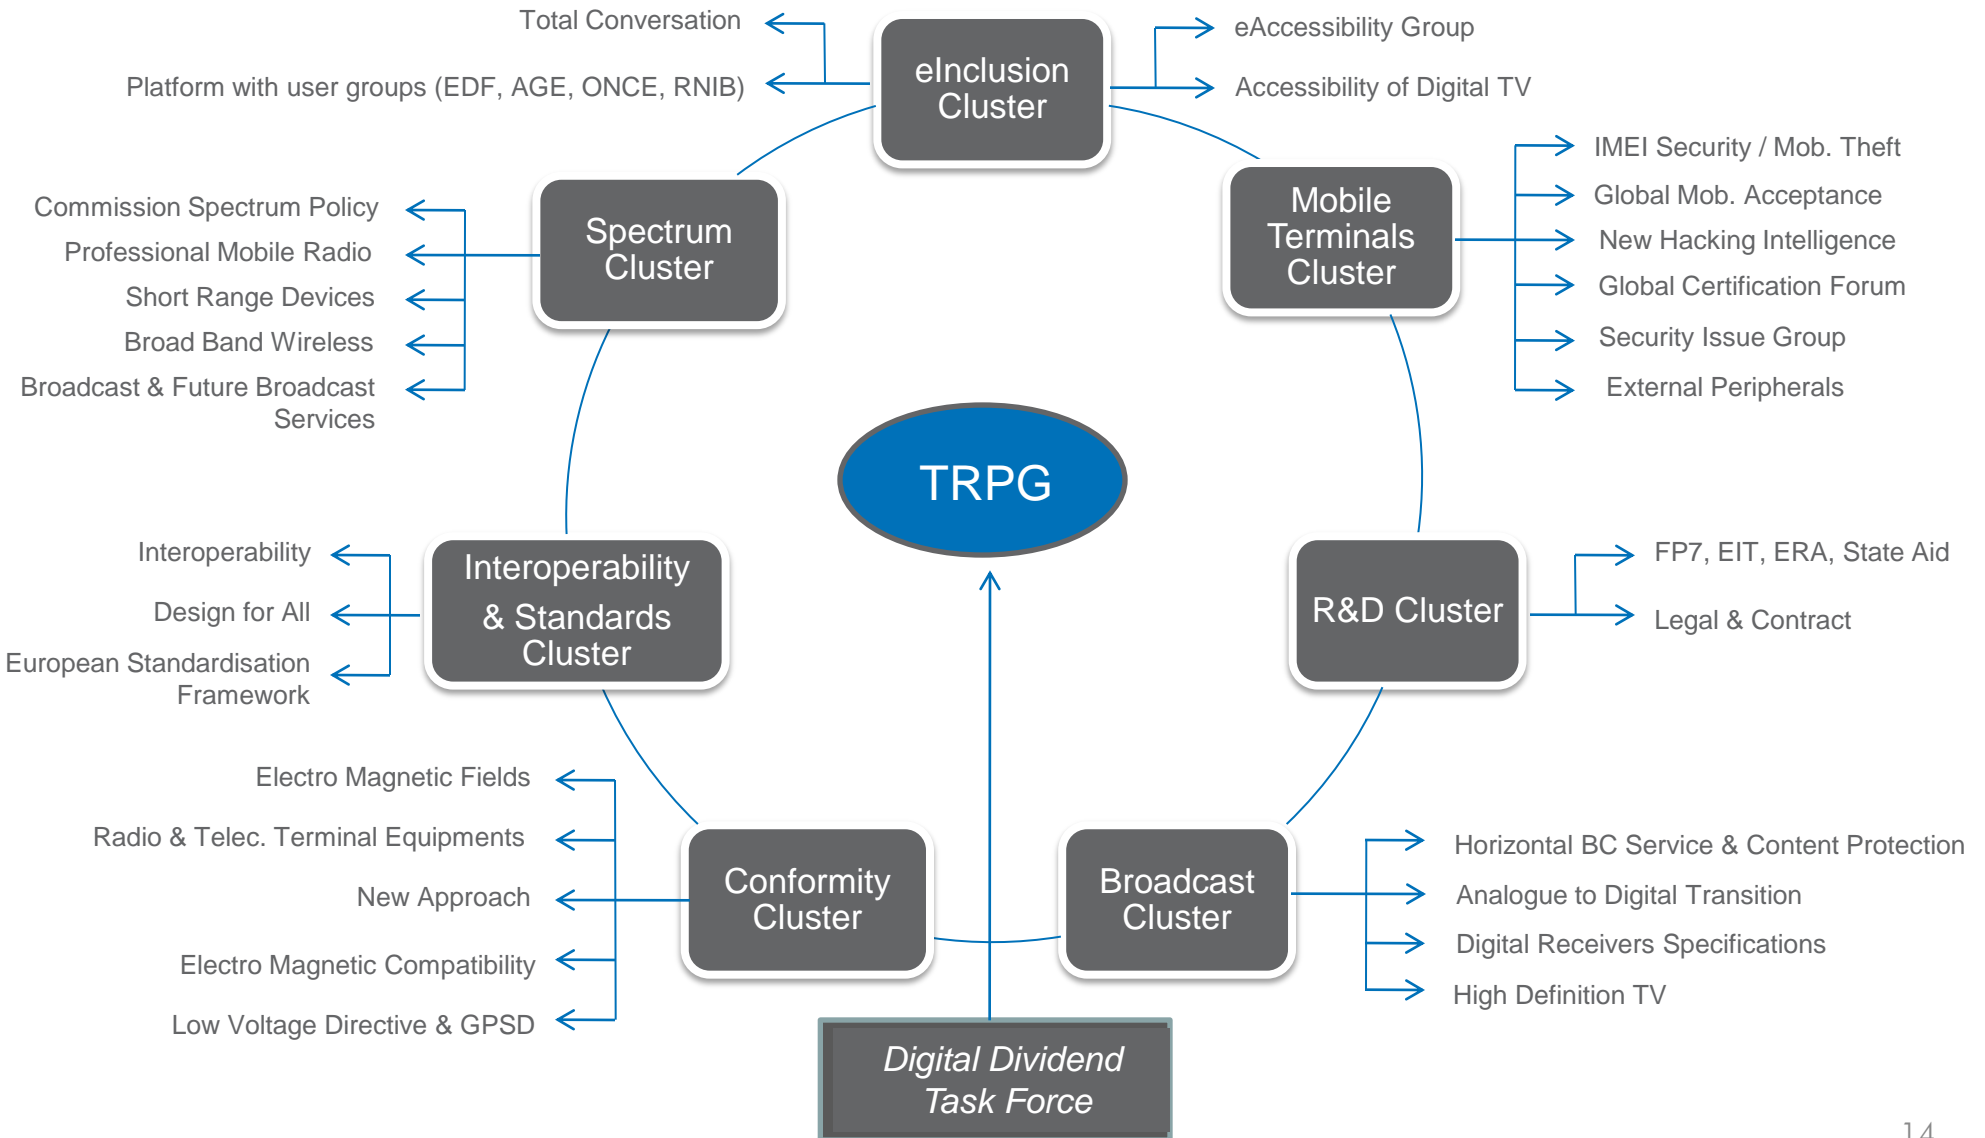 Total Conversation
Platform with user groups (EDF, AGE, ONCE, RNIB)
eInclusion
Cluster
eAccessibility Group
Accessibility of Digital TV
Commission Spectrum Policy
Professional Mobile Radio
Short Range Devices
Broad Band Wireless
Broadcast & Future Broadcast
Services
Spectrum
Cluster
Mobile
Terminals
Cluster
IMEI Security / Mob. Theft
Global Mob. Acceptance
New Hacking Intelligence
Global Certification Forum
Security Issue Group
External Peripherals
TRPG
Interoperability
Design for All
European Standardisation
Framework
Interoperability
& Standards
Cluster
R&D Cluster
FP7, EIT, ERA, State Aid
Legal & Contract
Electro Magnetic Fields
Radio & Telec. Terminal Equipments
New Approach
Electro Magnetic Compatibility
Low Voltage Directive & GPSD
Conformity
Cluster
Broadcast
Cluster
Horizontal BC Service & Content Protection
Analogue to Digital Transition
Digital Receivers Specifications
High Definition TV
Digital Dividend
Task Force
14